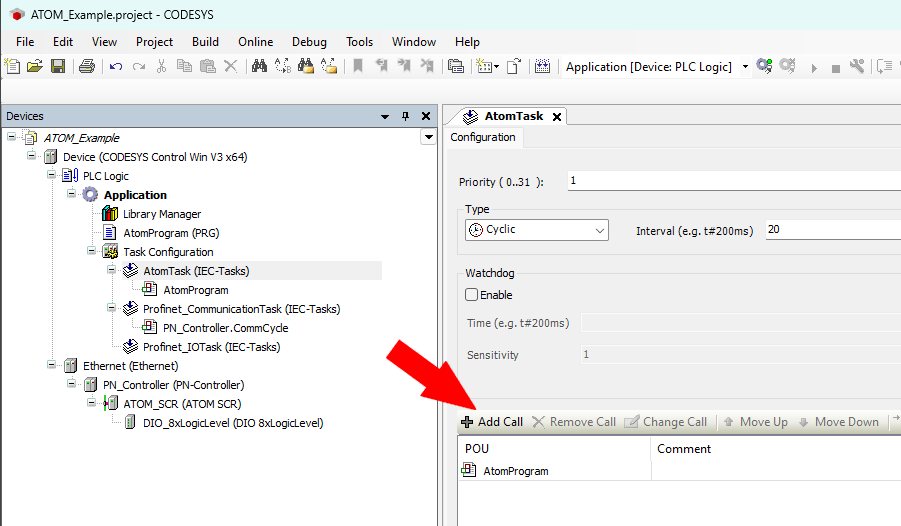 ATOM_Example.project - CODESYS
File Edit View Project Build Online Debug Tools Window Help
Application [Device: PLC Logic]
Devices
ATOM_Example
Device (CODESYS Control Win V3 x64)
PLC Logic
Application
Library Manager
AtomProgram (PRG)
Task Configuration
AtomTask (IEC-Tasks)
AtomProgram
Profinet_CommunicationTask (IEC-Tasks)
PN_Controller.CommCycle
Profinet_IOTask (IEC-Tasks)
Ethernet (Ethernet)
PN_Controller (PN-Controller)
ATOM_SCR (ATOM SCR)
DIO_8xLogicLevel (DIO 8xLogicLevel)
AtomTask
Configuration
Priority ( 0..31 ): 1
Type
Cyclic Interval (e.g. t#200ms) 20
Watchdog
Enable
Time (e.g. t#200ms)
Sensitivity 1
Add Call Remove Call Change Call Move Up Move Down
POU Comment
AtomProgram